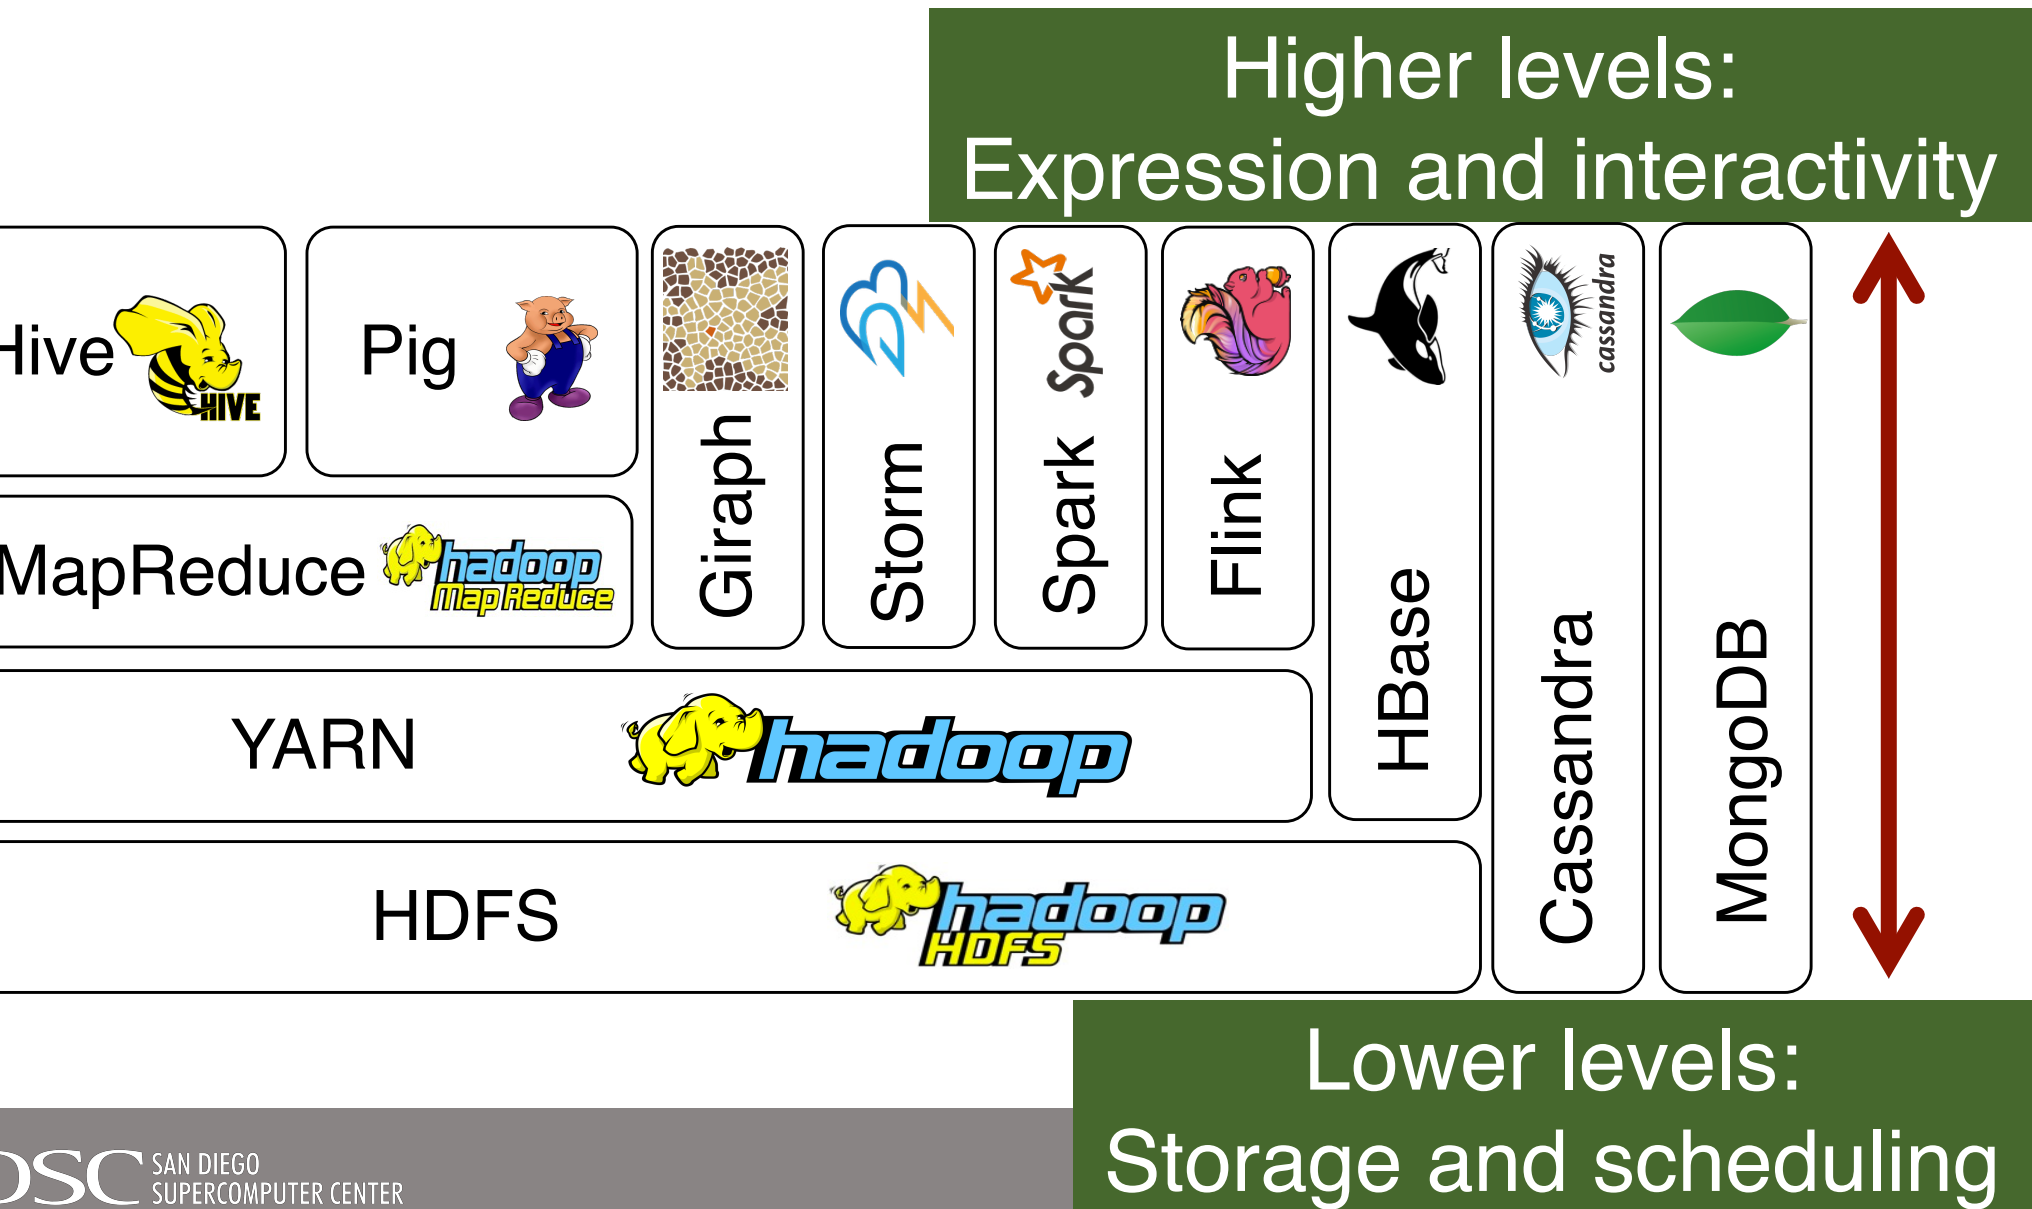 Higher levels:
Expression and interactivity
Hive
HIVE
Pig
Giraph
Storm
Spark
Spark
Flink
HBase
cassandra
Cassandra
MongoDB
MapReduce
hadoop
Map Reduce
YARN
hadoop
HDFS
hadoop
HDFS
Lower levels:
Storage and scheduling
DSC SAN DIEGO
SUPERCOMPUTER CENTER